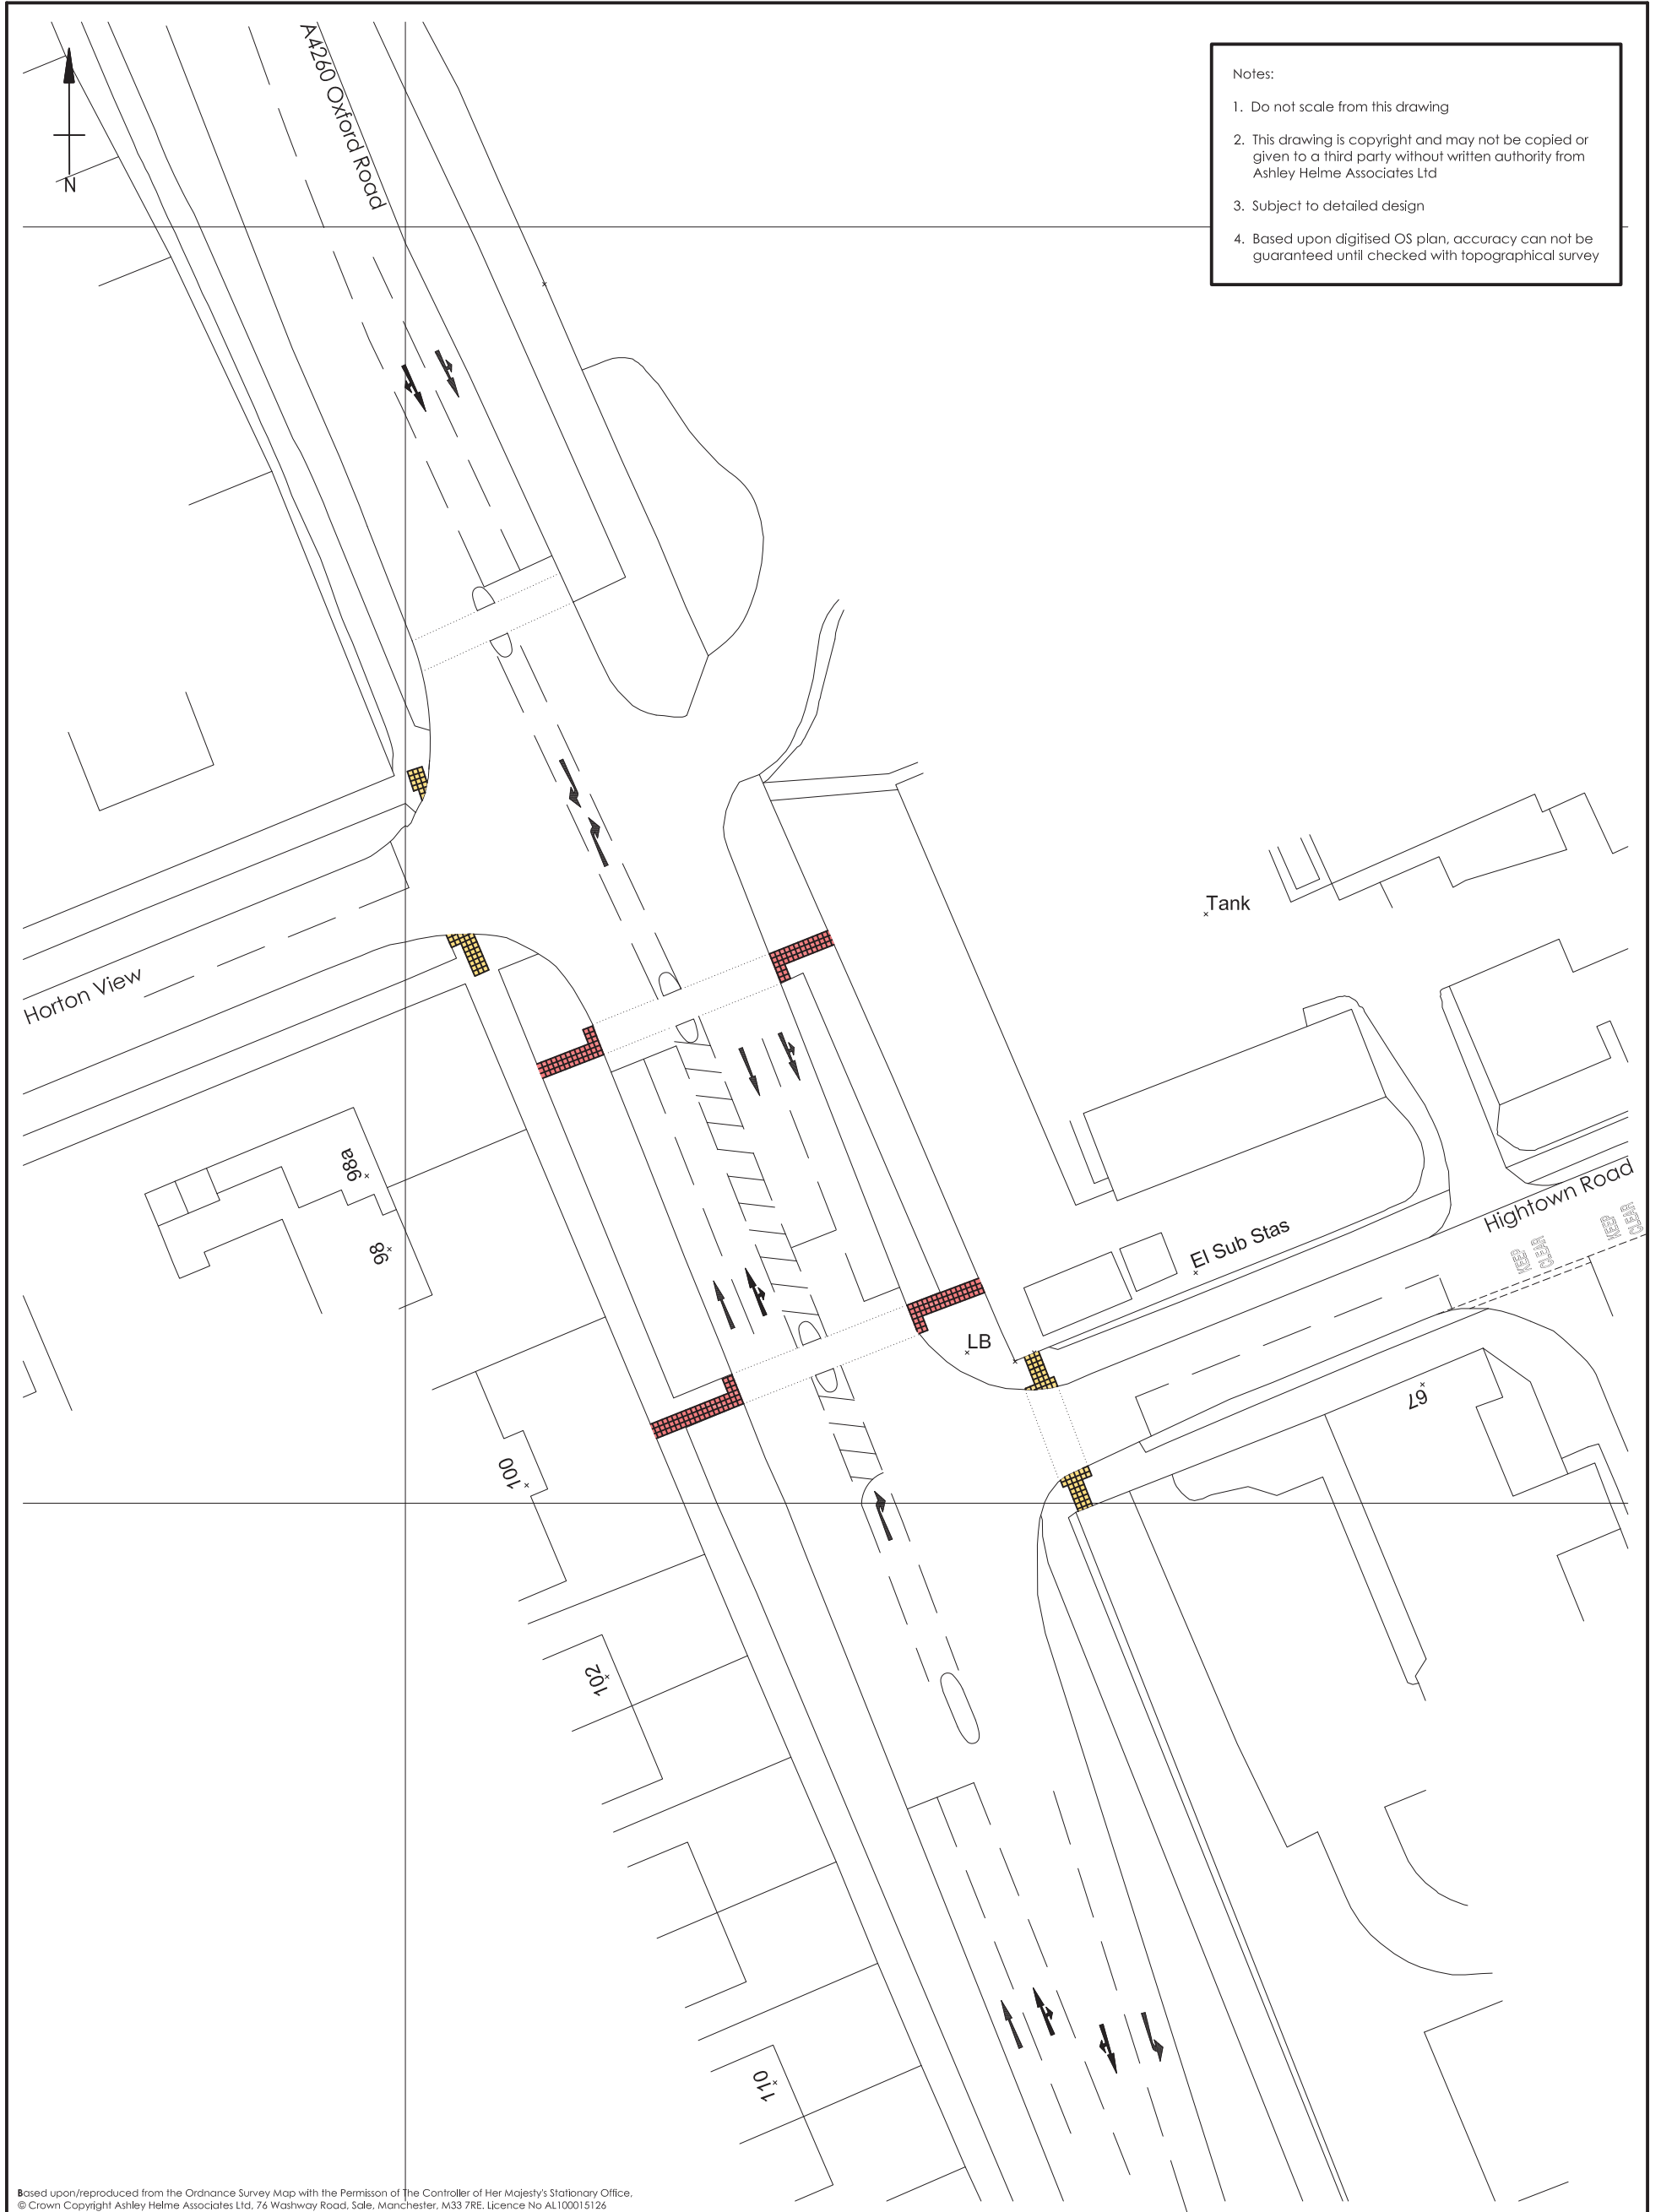 A4260 Oxford Road
N
Notes:
1. Do not scale from this drawing
2. This drawing is copyright and may not be copied or
given to a third party without written authority from
Ashley Helme Associates Ltd
3. Subject to detailed design
4. Based upon digitised OS plan, accuracy can not be
guaranteed until checked with topographical survey
Tank
Horton View
98a
98
El Sub Stas
Hightown Road
KEEP
CLEAR
KEEP
CLEAR
LB
67
100
102
110
Based upon/reproduced from the Ordnance Survey Map with the Permisson of The Controller of Her Majesty's Stationary Office.
© Crown Copyright Ashley Helme Associates Ltd, 76 Washway Road, Sale, Manchester, M33 7RE. Licence No AL100015126